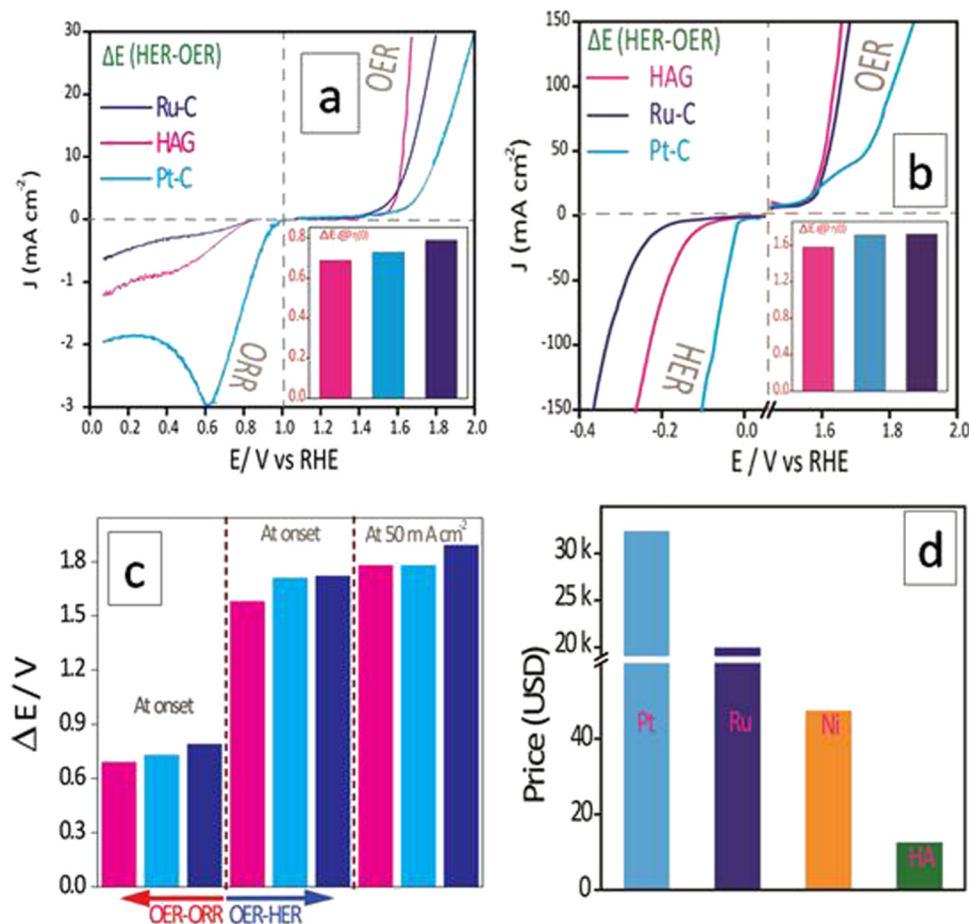 a
ΔE (HER-OER)
Ru-C
HAG
Pt-C
OER
ORR
J (mA cm⁻²)
30
20
10
0
-1
-2
-3
0.0 0.2 0.4 0.6 0.8 1.0 1.2 1.4 1.6 1.8 2.0
E/ V vs RHE
0.8
0.6
0.4
0.2
0.0
b
ΔE (HER-OER)
HAG
Ru-C
Pt-C
OER
HER
J (mA cm⁻²)
150
100
50
0
-50
-100
-150
-0.4 -0.2 0.0 1.6 1.8 2.0
E / V vs RHE
1.6
1.2
0.8
0.4
0.0
c
At onset
At onset
At 50 m A cm⁻²
Δ E / V
1.8
1.5
1.2
0.9
0.6
0.3
0.0
OER-ORR OER-HER
d
Price (USD)
30 k
25 k
20 k
40
20
0
Pt
Ru
Ni
HA